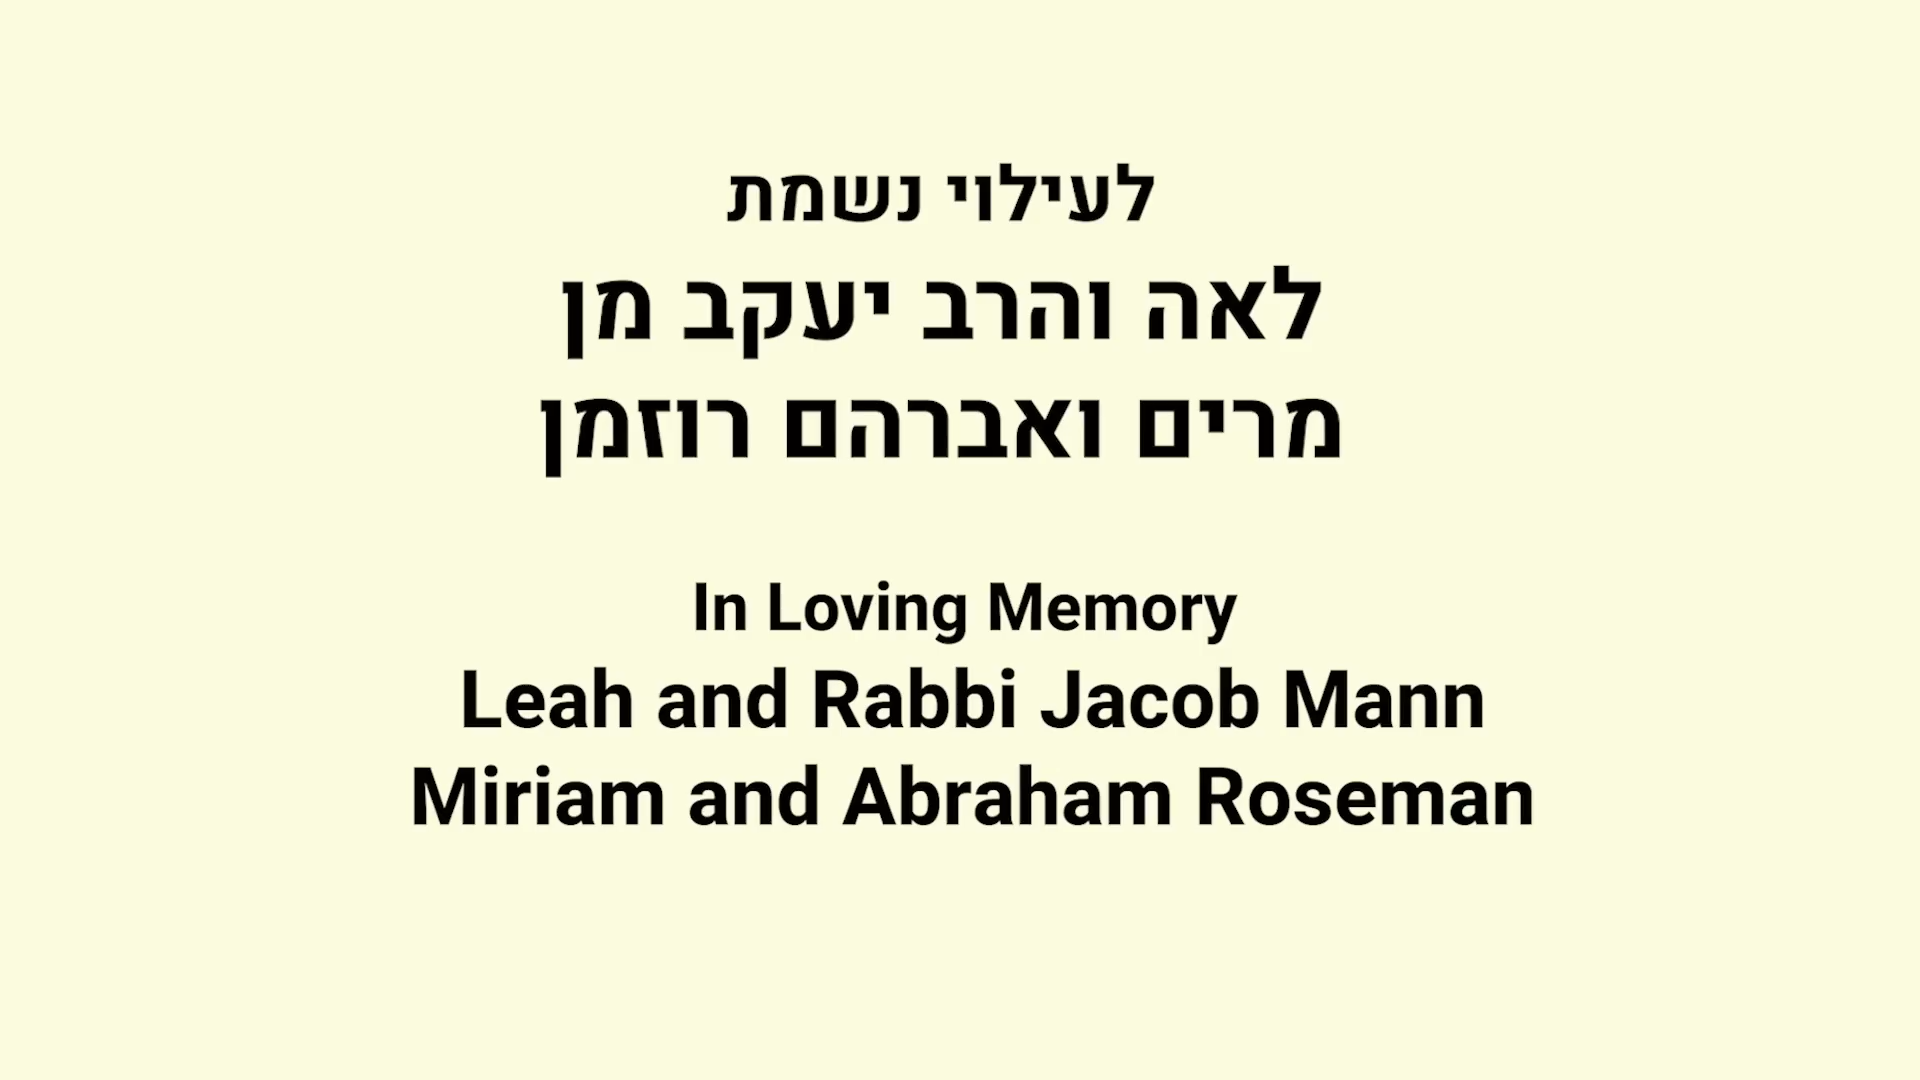 לעילוי נשמת
לאה והרב יעקב מן
מרים ואברהם רוזמן
In Loving Memory
Leah and Rabbi Jacob Mann
Miriam and Abraham Roseman